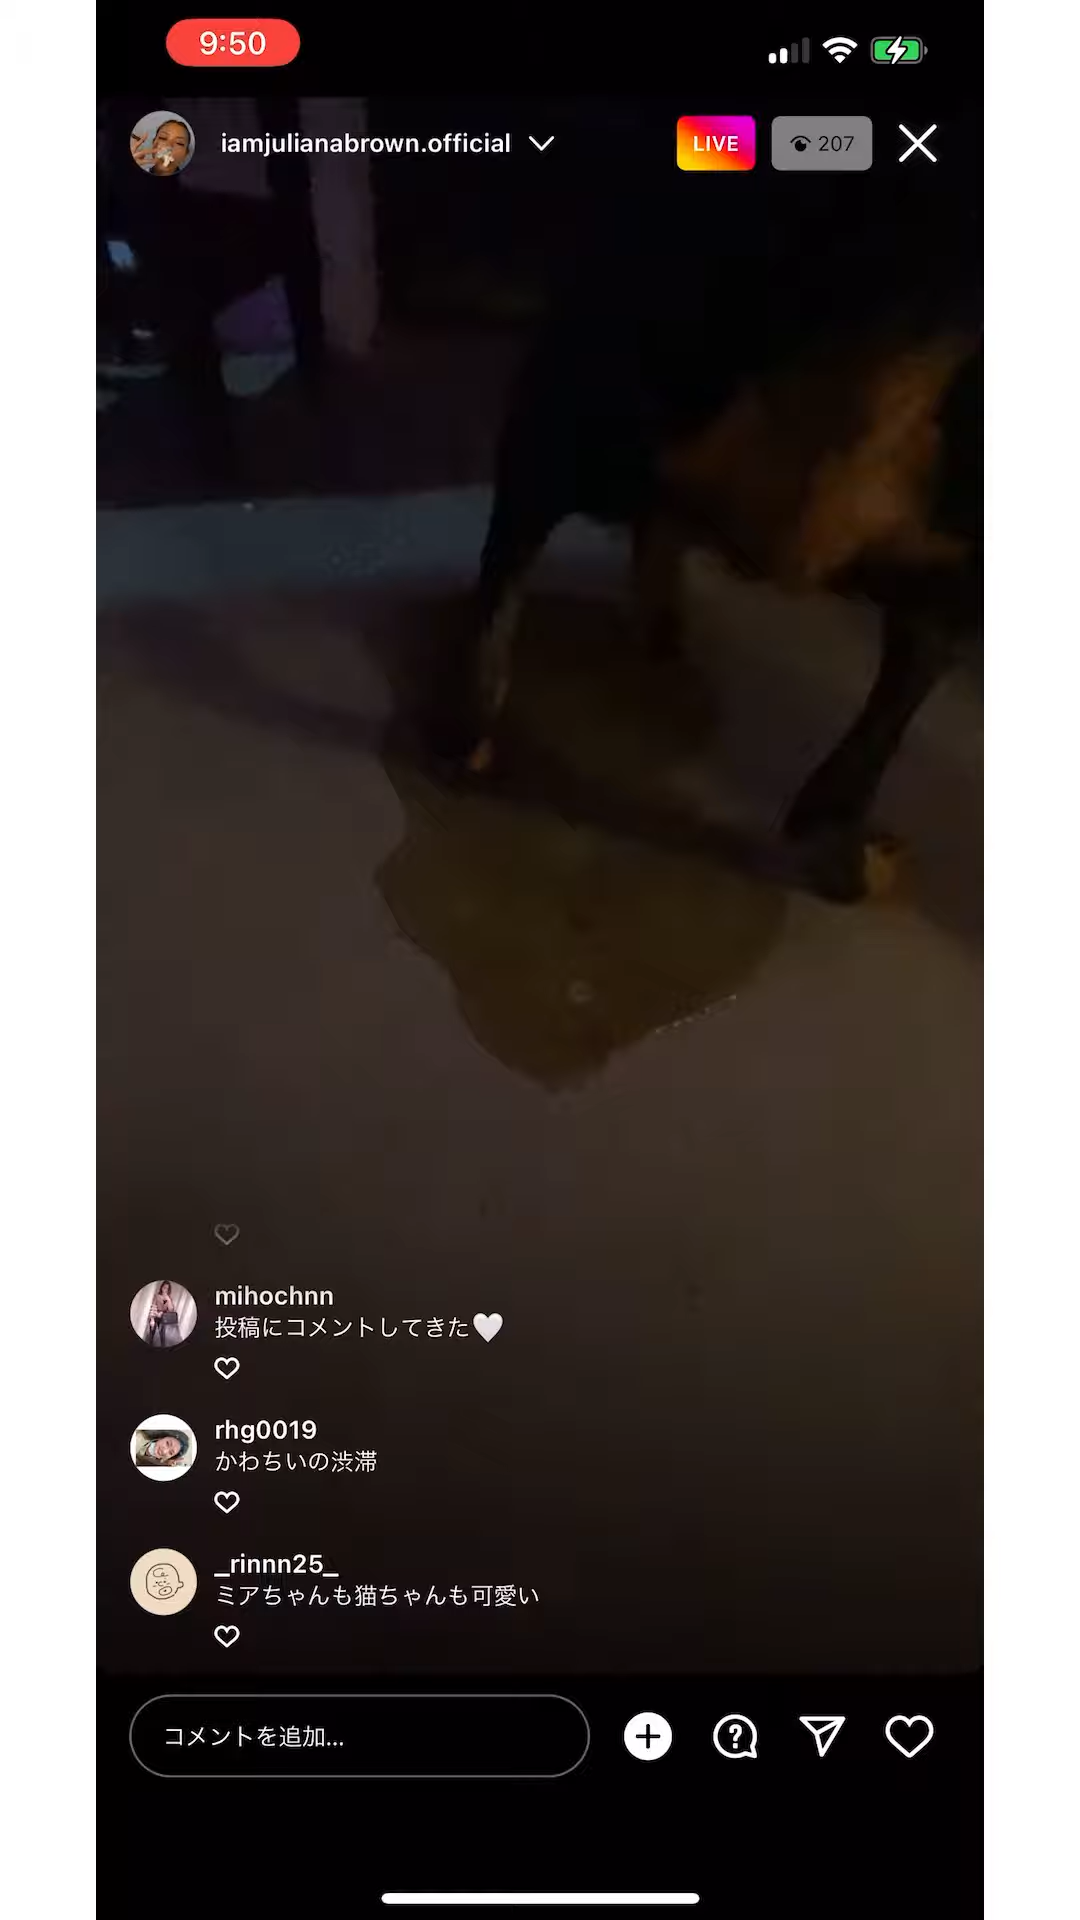 9:50
iamjulianabrown.official
LIVE
207
mihochnn
投稿にコメントしてきた🤍
rhg0019
かわちいの渋滞
_rinnn25_
ミアちゃんも猫ちゃんも可愛い
コメントを追加...